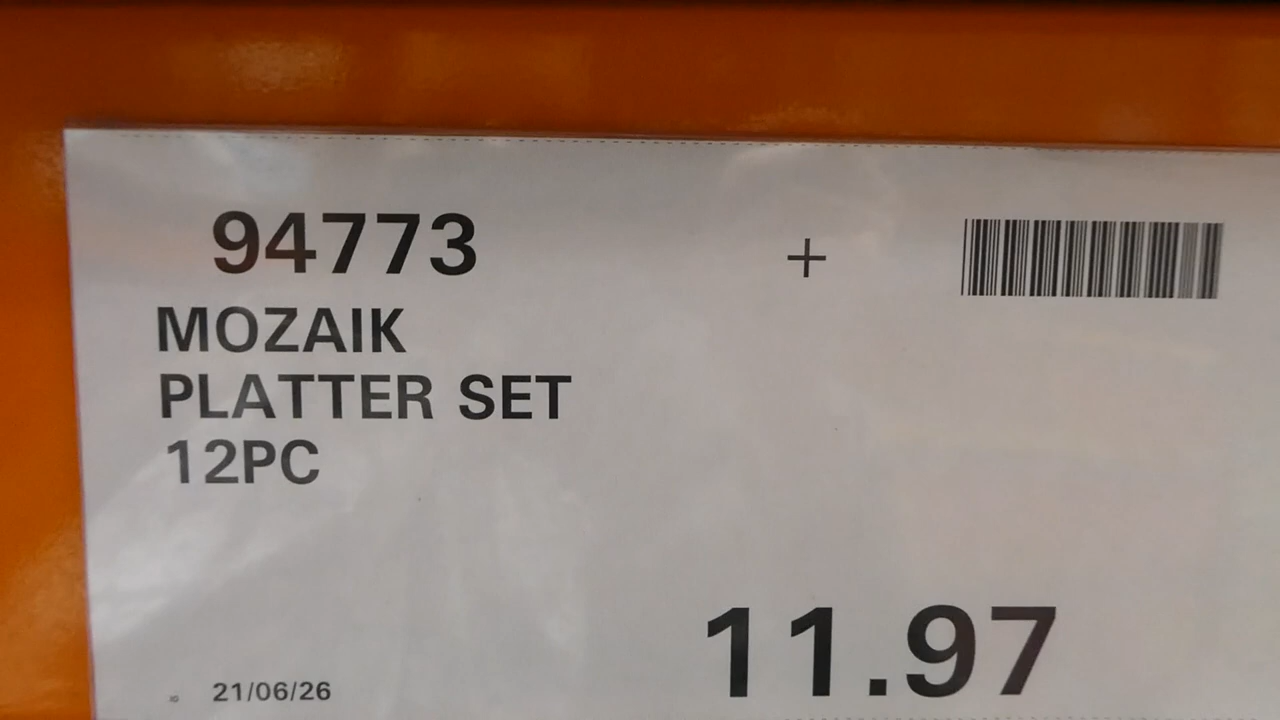 94773 +
MOZAIK
PLATTER SET
12PC
11.97
21/06/26